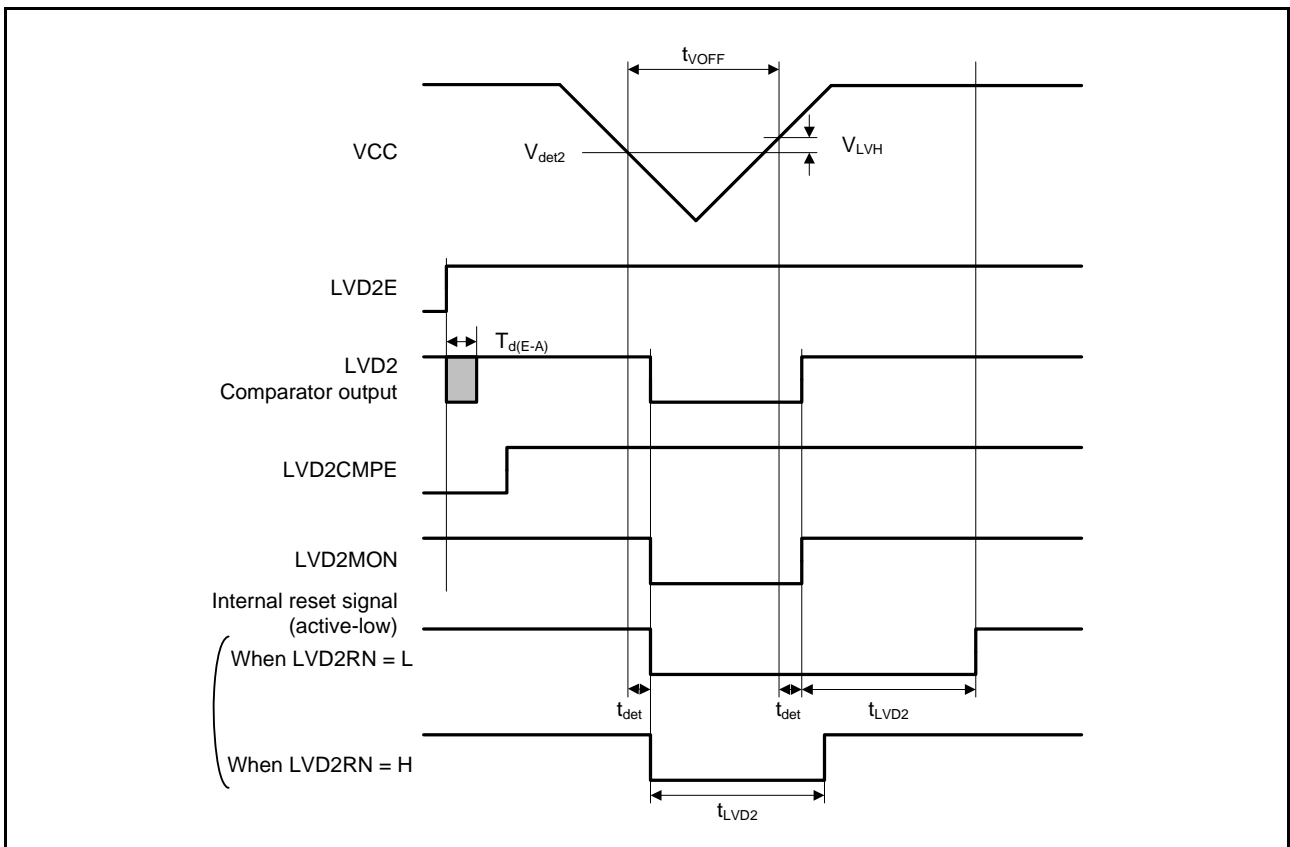 tVOFF
VCC
Vdet2
VLVH
LVD2E
Td(E-A)
LVD2
Comparator output
LVD2CMPE
LVD2MON
Internal reset signal
(active-low)
When LVD2RN = L
tdet
tdet
tLVD2
When LVD2RN = H
tLVD2